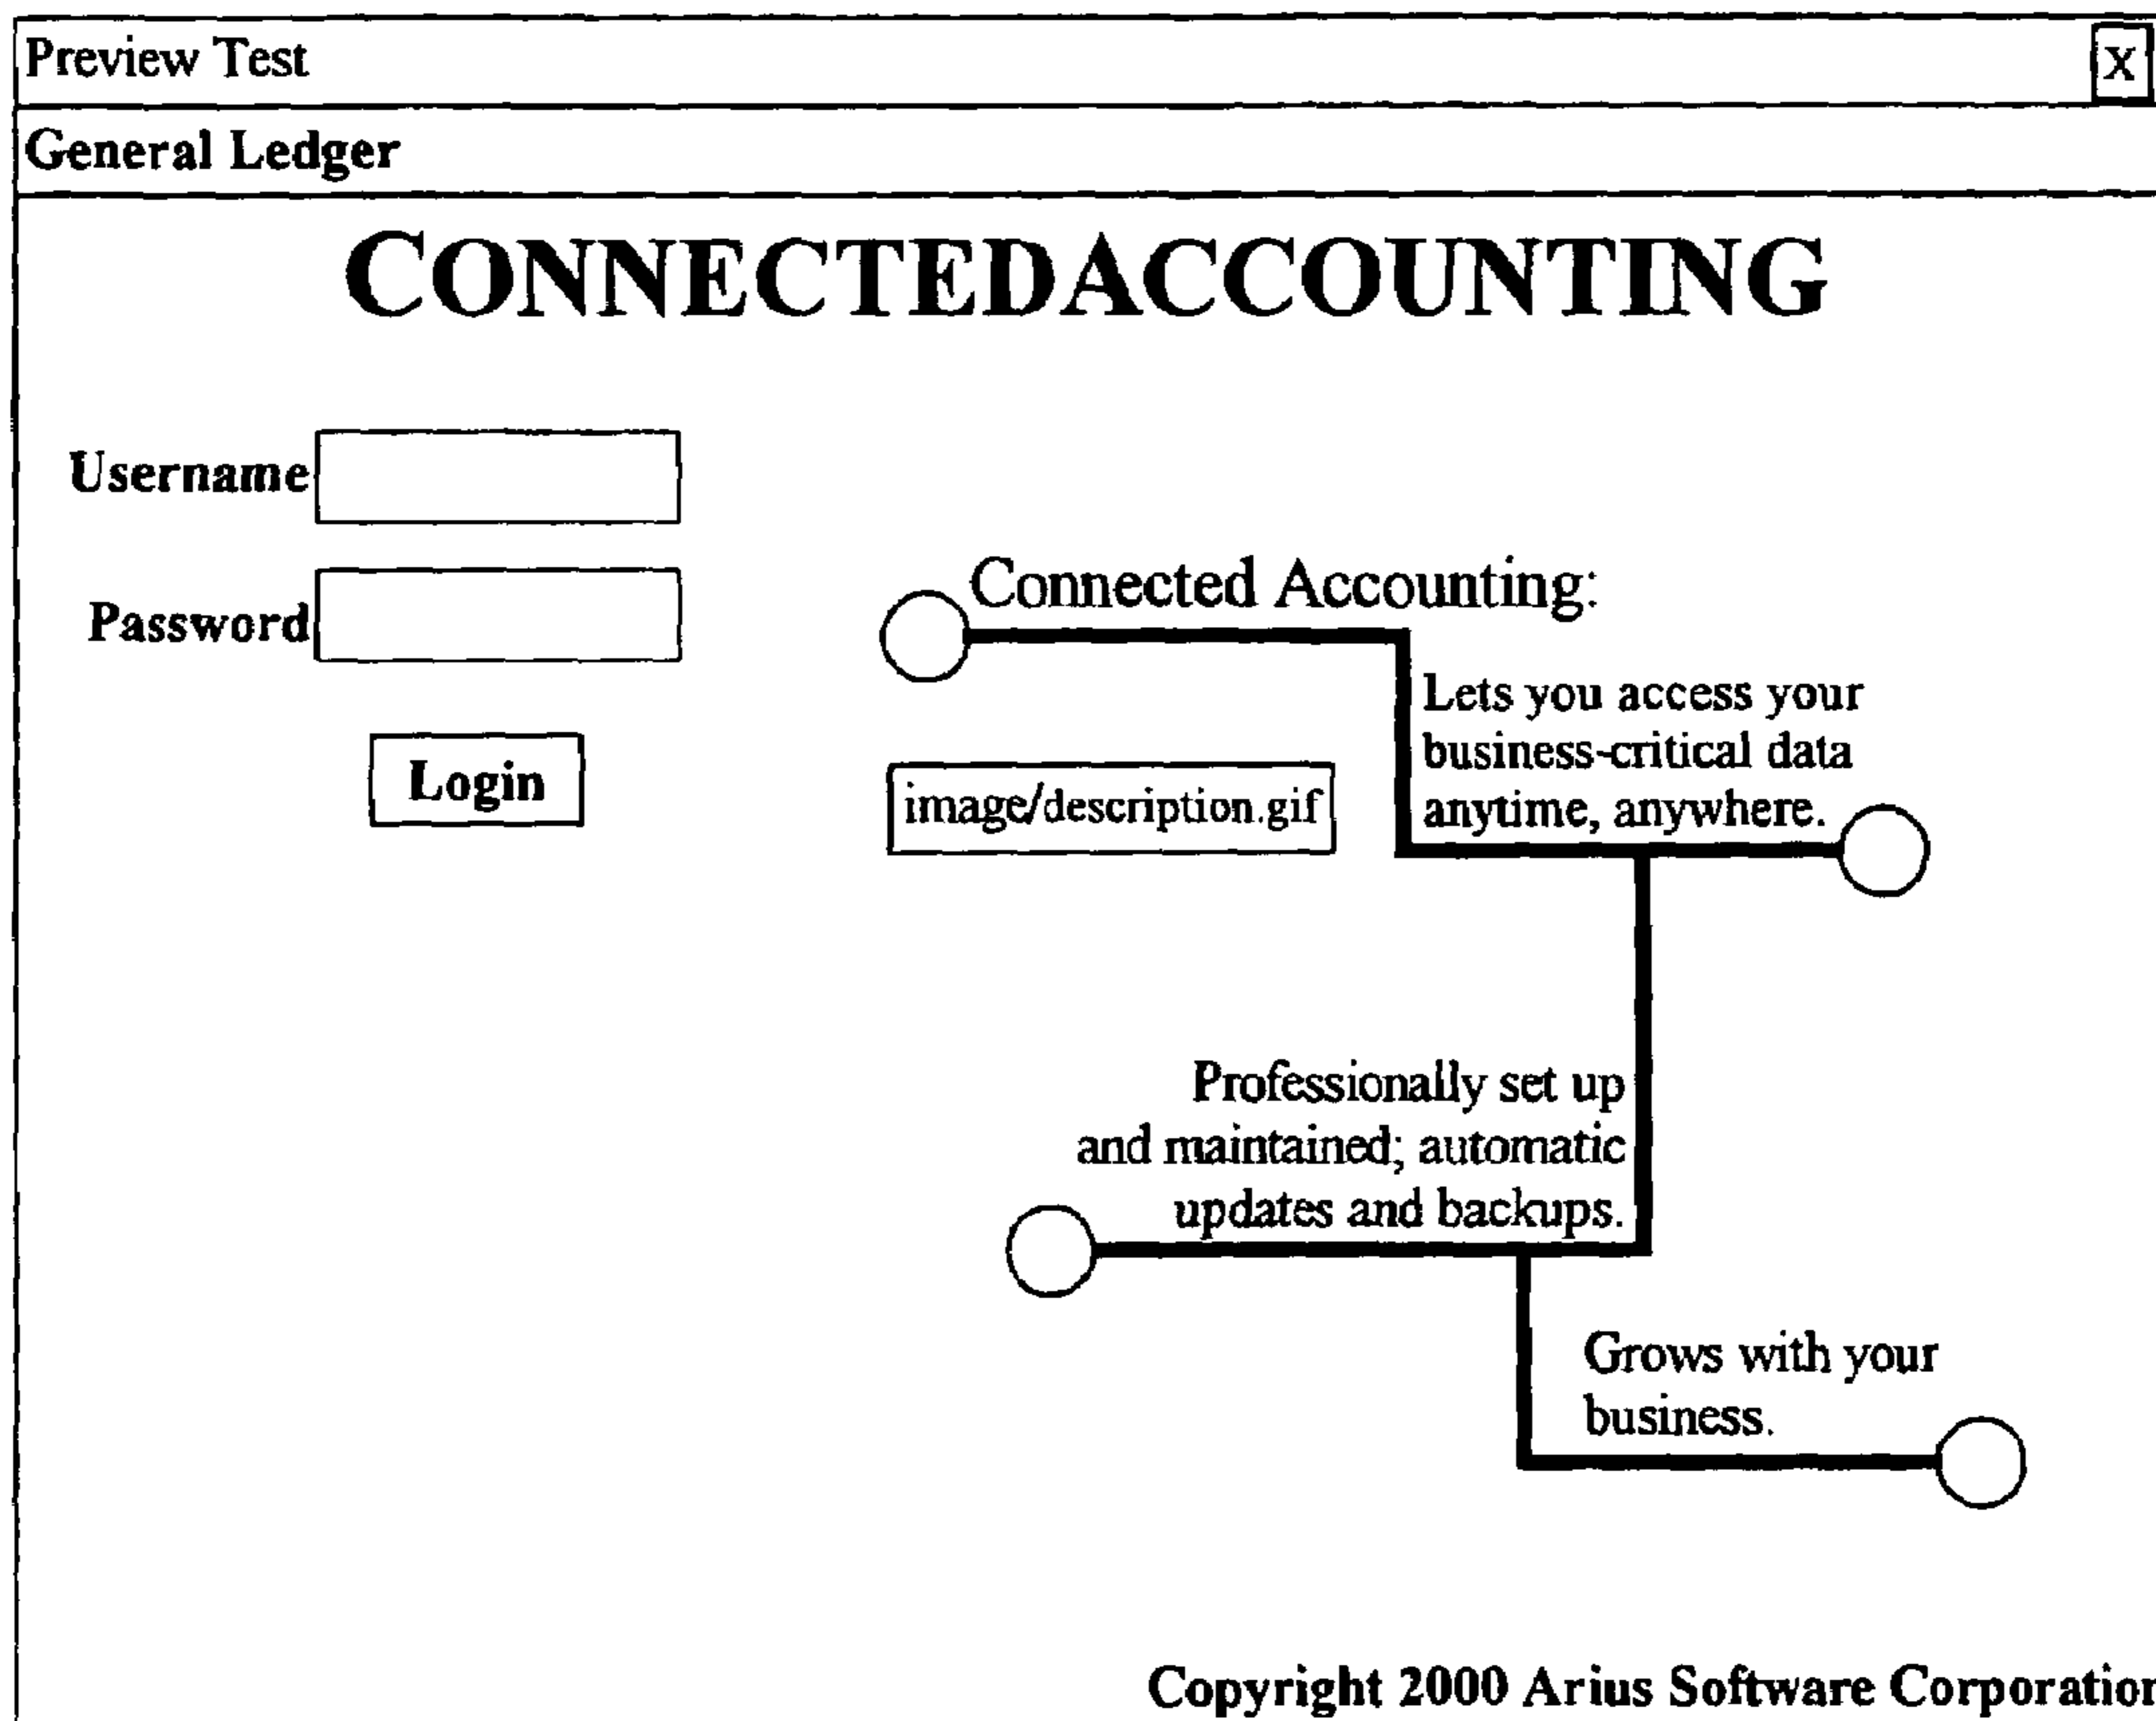 Preview Test
X
General Ledger
CONNECTEDACCOUNTING
Username
Password
Login
Connected Accounting:
Lets you access your
business-critical data
anytime, anywhere.
image/description.gif
Professionally set up
and maintained; automatic
updates and backups.
Grows with your
business.
Copyright 2000 Arius Software Corporation